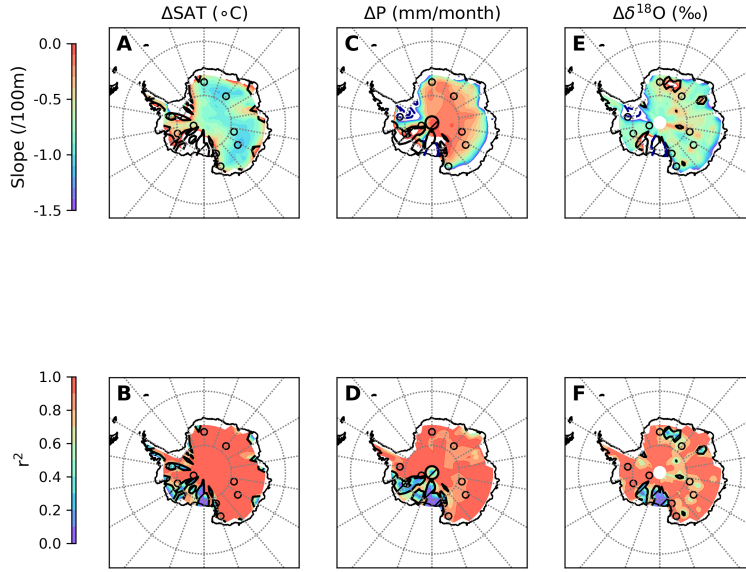 ΔSAT (∘C)
ΔP (mm/month)
Δδ¹⁸O (‰)
A
C
E
Slope (/100m)
0.0
-0.5
-1.0
-1.5
B
D
F
r²
1.0
0.8
0.6
0.4
0.2
0.0